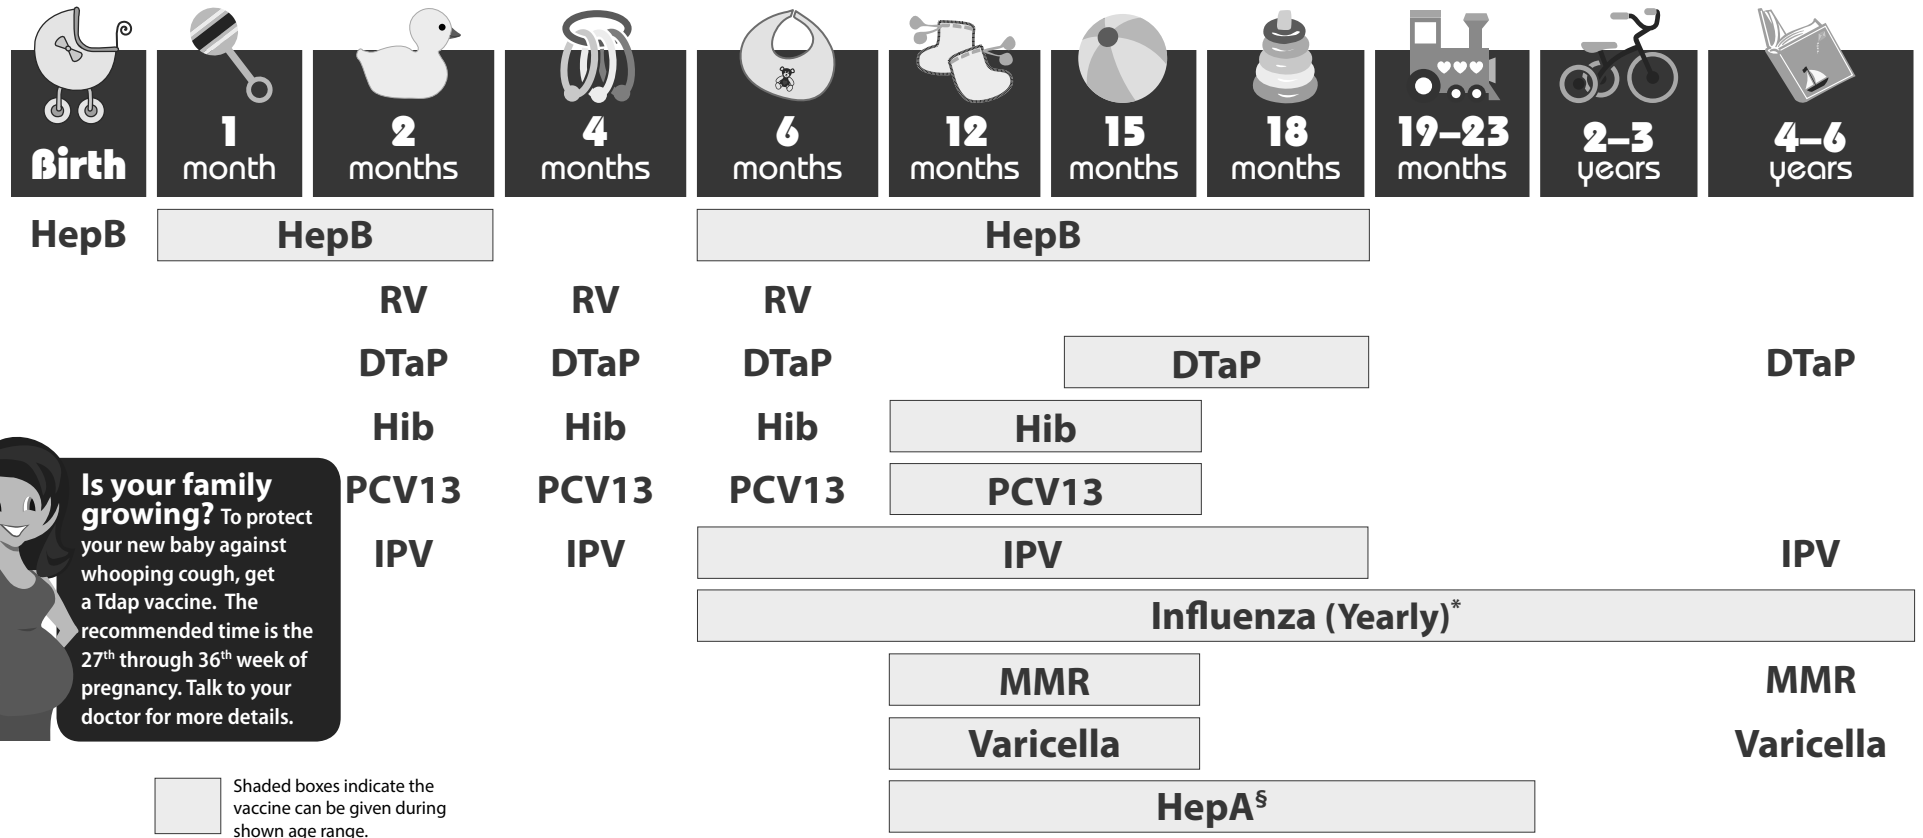 Birth
1 month
2 months
4 months
6 months
12 months
15 months
18 months
19–23 months
2–3 years
4–6 years
HepB HepB HepB
RV RV RV
DTaP DTaP DTaP DTaP DTaP
Hib Hib Hib Hib
PCV13 PCV13 PCV13 PCV13
IPV IPV IPV IPV
Influenza (Yearly)*
MMR MMR
Varicella Varicella
HepA§
Is your family
growing? To protect
your new baby against
whooping cough, get
a Tdap vaccine. The
recommended time is the
27th through 36th week of
pregnancy. Talk to your
doctor for more details.
Shaded boxes indicate the
vaccine can be given during
shown age range.